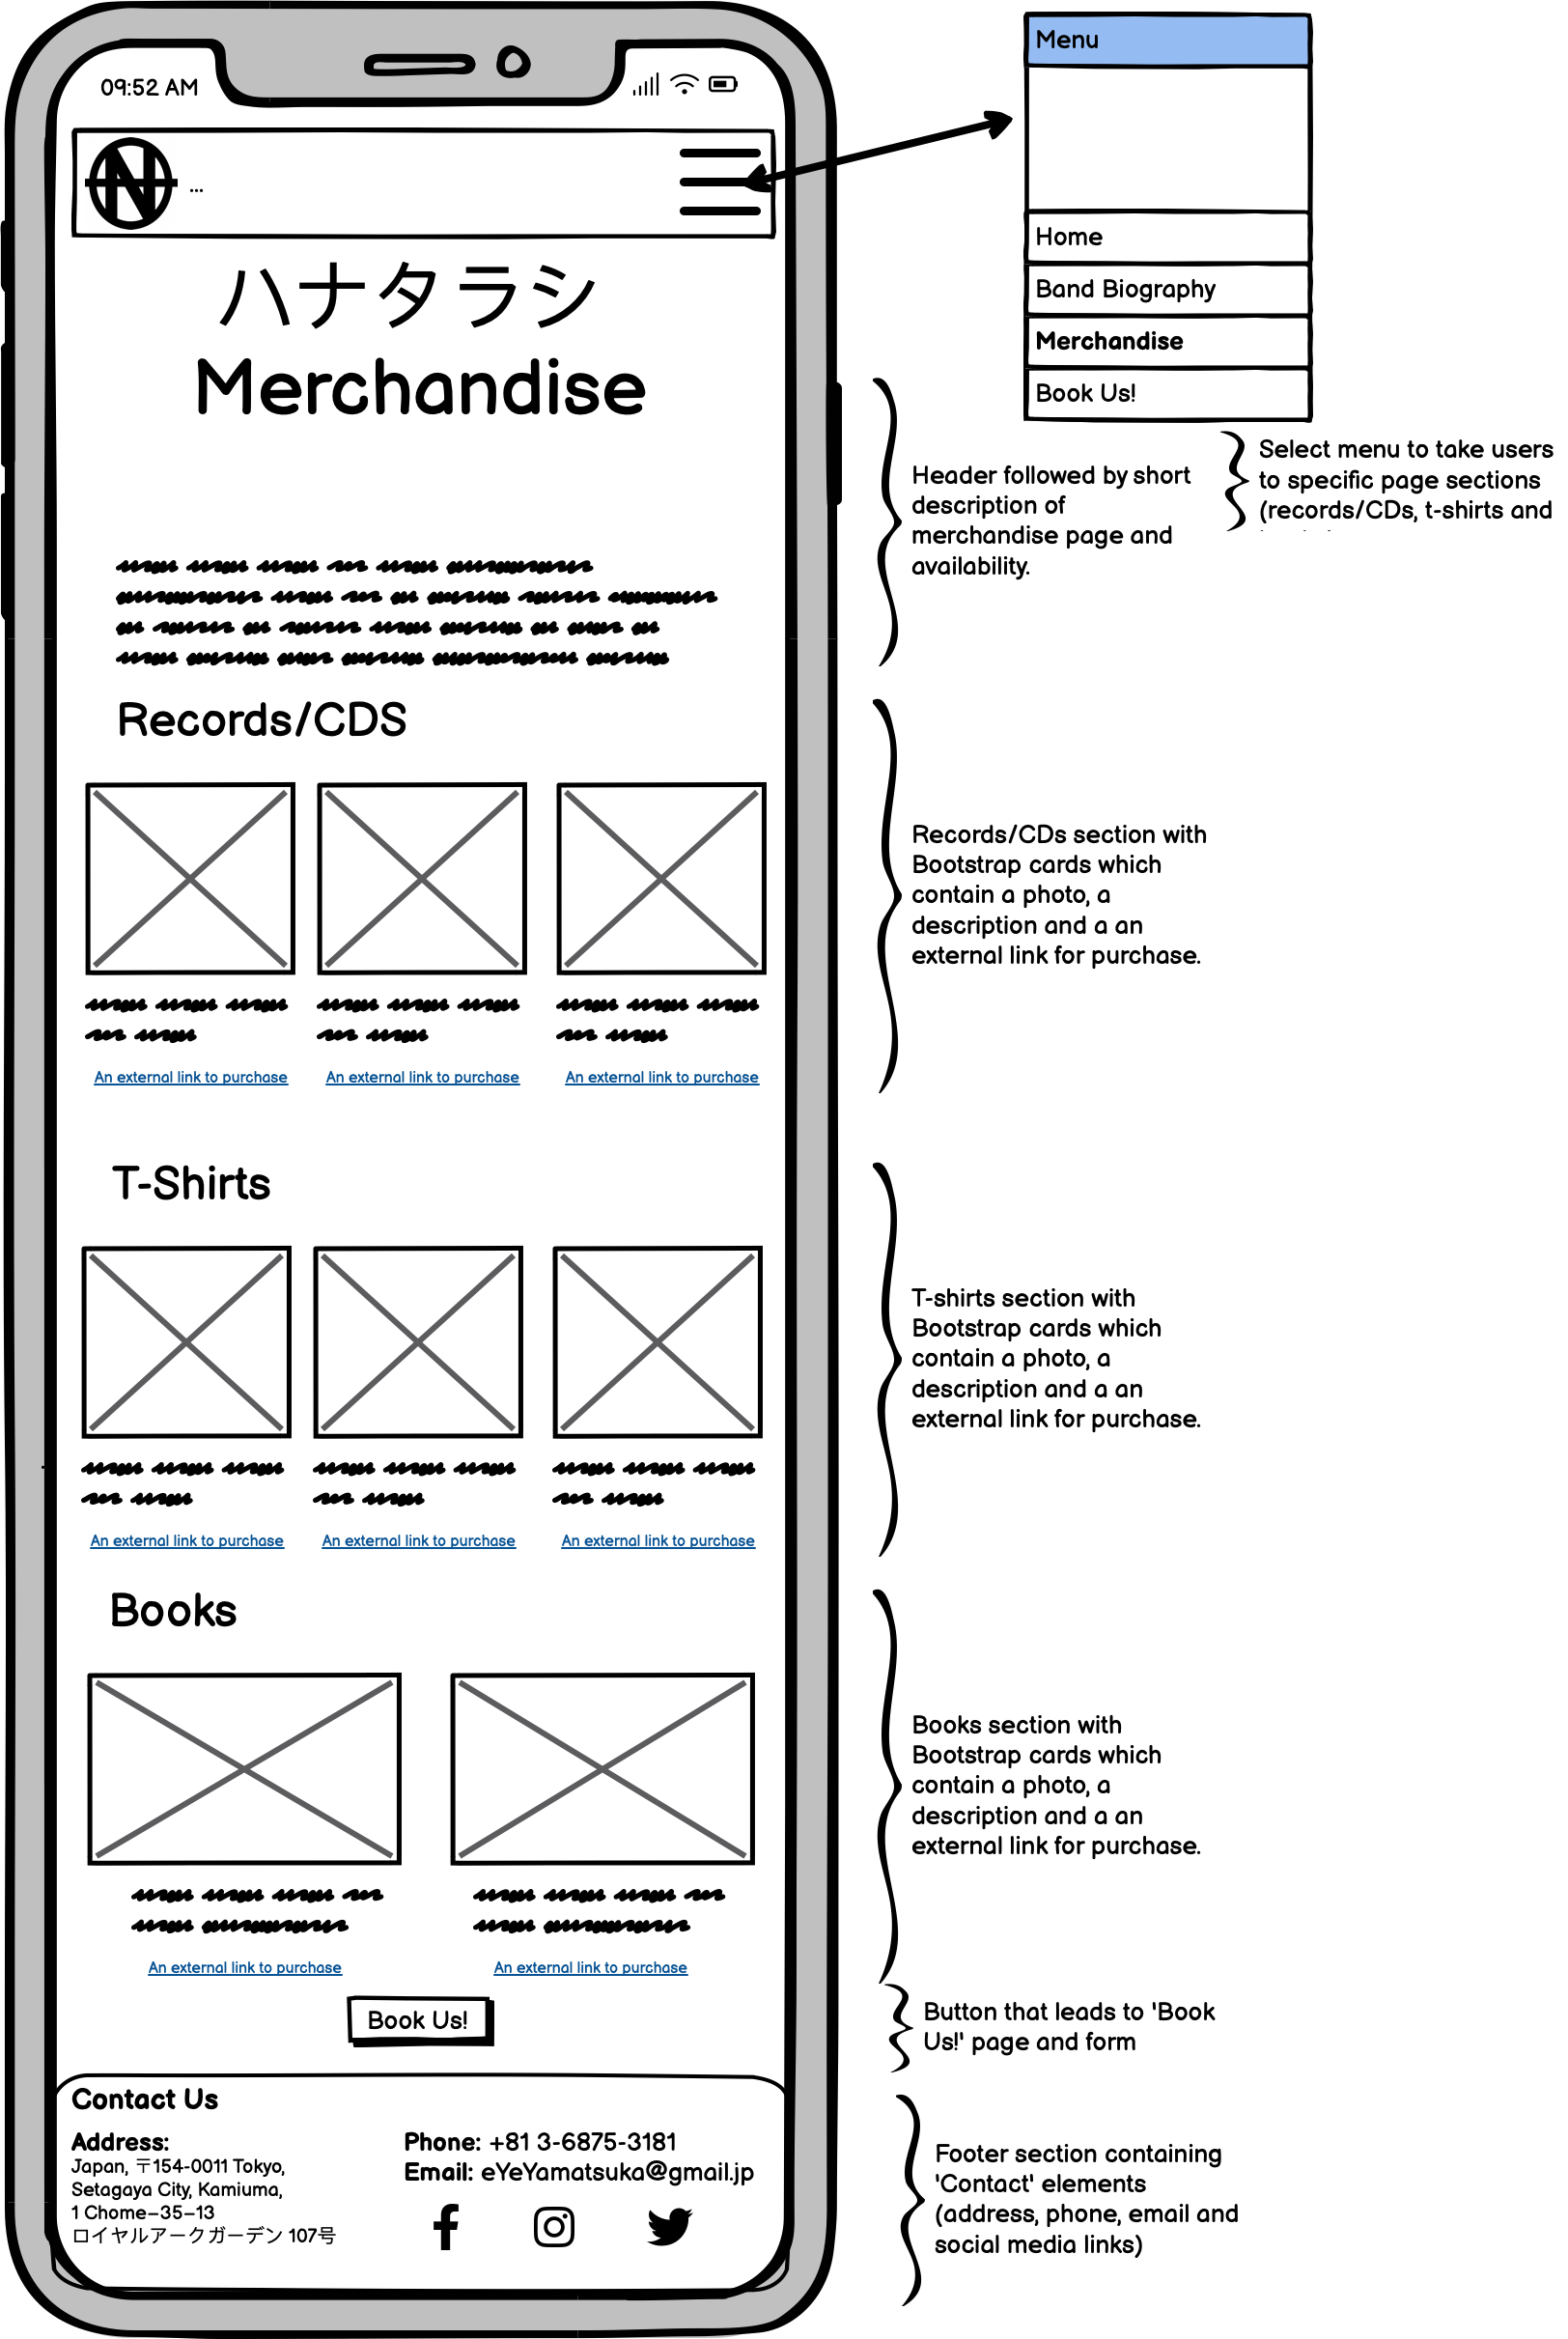 09:52 AM
...
ハナタラシ
Merchandise
Records/CDS
An external link to purchase
An external link to purchase
An external link to purchase
T-Shirts
An external link to purchase
An external link to purchase
An external link to purchase
Books
An external link to purchase
An external link to purchase
Book Us!
Contact Us
Address:
Japan, 〒154-0011 Tokyo,
Setagaya City, Kamiuma,
1 Chome−35−13
ロイヤルアークガーデン 107号
Phone: +81 3-6875-3181
Email: eYeYamatsuka@gmail.jp
Menu
Home
Band Biography
Merchandise
Book Us!
Select menu to take users
to specific page sections
(records/CDs, t-shirts and
Header followed by short
description of
merchandise page and
availability.
Records/CDs section with
Bootstrap cards which
contain a photo, a
description and a an
external link for purchase.
T-shirts section with
Bootstrap cards which
contain a photo, a
description and a an
external link for purchase.
Books section with
Bootstrap cards which
contain a photo, a
description and a an
external link for purchase.
Button that leads to 'Book
Us!' page and form
Footer section containing
'Contact' elements
(address, phone, email and
social media links)